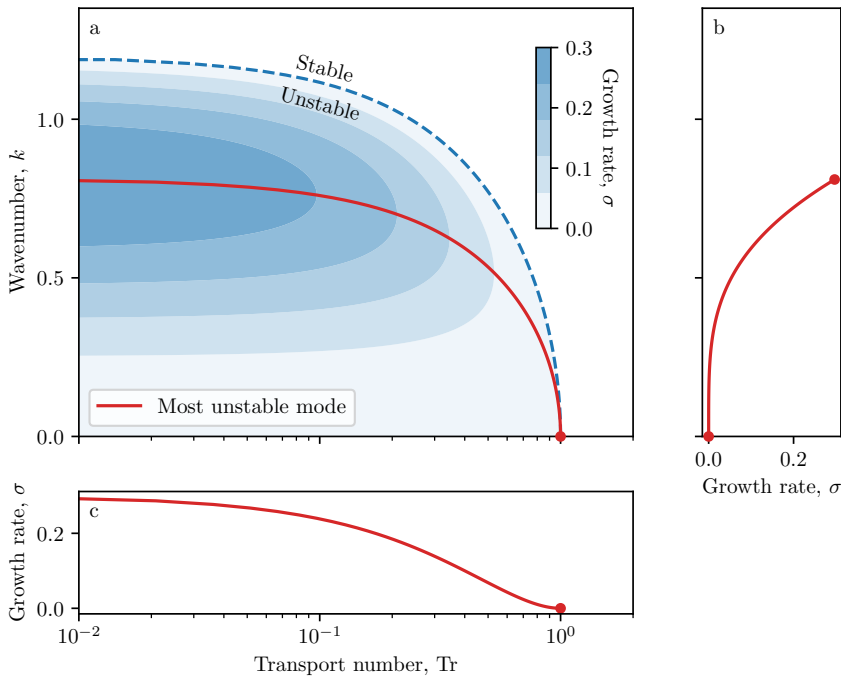 a
b
Stable
Unstable
0.3
0.2
0.1
0.0
Growth rate, σ
1.0
0.5
0.0
Wavenumber, k
Most unstable mode
0.0
0.2
Growth rate, σ
c
0.2
0.0
Growth rate, σ
10⁻²
10⁻¹
10⁰
Transport number, Tr